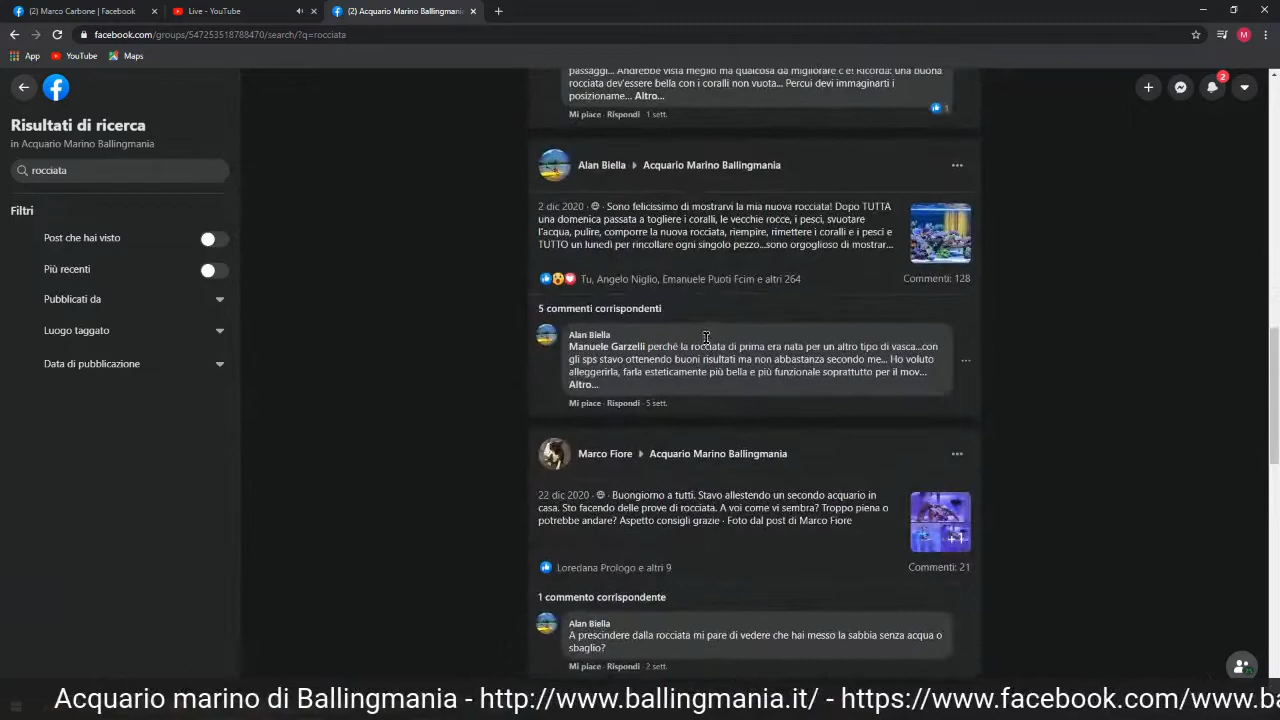 (2) Marco Carbone | Facebook
Live - YouTube
(2) Acquario Marino Ballingmania
facebook.com/groups/547253518788470/search/?q=rocciata
M
App YouTube Maps
2
Risultati di ricerca
in Acquario Marino Ballingmania
rocciata
Filtri
Post che hai visto
Più recenti
Pubblicati da
Luogo taggato
Data di pubblicazione
passaggi... Andrebbe vista meglio ma qualcosa da migliorare c'è! Ricorda: una buona
rocciata dev'essere bella con i coralli non vuota... Percui devi immaginarti i
posizioname... Altro...
1
Mi piace · Rispondi · 1 sett.
Alan Biella Acquario Marino Ballingmania
2 dic 2020 · Sono felicissimo di mostrarvi la mia nuova rocciata! Dopo TUTTA
una domenica passata a togliere i coralli, le vecchie rocce, i pesci, svuotare
l'acqua, pulire, comporre la nuova rocciata, riempire, rimettere i coralli e i pesci e
TUTTO un lunedì per rincollare ogni singolo pezzo...sono orgoglioso di mostrar...
Tu, Angelo Niglio, Emanuele Puoti Fcim e altri 264
Commenti: 128
5 commenti corrispondenti
Alan Biella
Manuele Garzelli perché la rocciata di prima era nata per un altro tipo di vasca...con
gli sps stavo ottenendo buoni risultati ma non abbastanza secondo me... Ho voluto
alleggerirla, farla esteticamente più bella e più funzionale soprattutto per il mov...
Altro...
Mi piace · Rispondi · 5 sett.
Marco Fiore Acquario Marino Ballingmania
22 dic 2020 · Buongiorno a tutti. Stavo allestendo un secondo acquario in
casa. Sto facendo delle prove di rocciata. A voi come vi sembra? Troppo piena o
potrebbe andare? Aspetto consigli grazie · Foto dal post di Marco Fiore
+1
Loredana Prologo e altri 9
Commenti: 21
1 commento corrispondente
Alan Biella
A prescindere dalla rocciata mi pare di vedere che hai messo la sabbia senza acqua o
sbaglio?
Mi piace · Rispondi · 2 sett.
Acquario marino di Ballingmania - http://www.ballingmania.it/ - https://www.facebook.com/www.ba